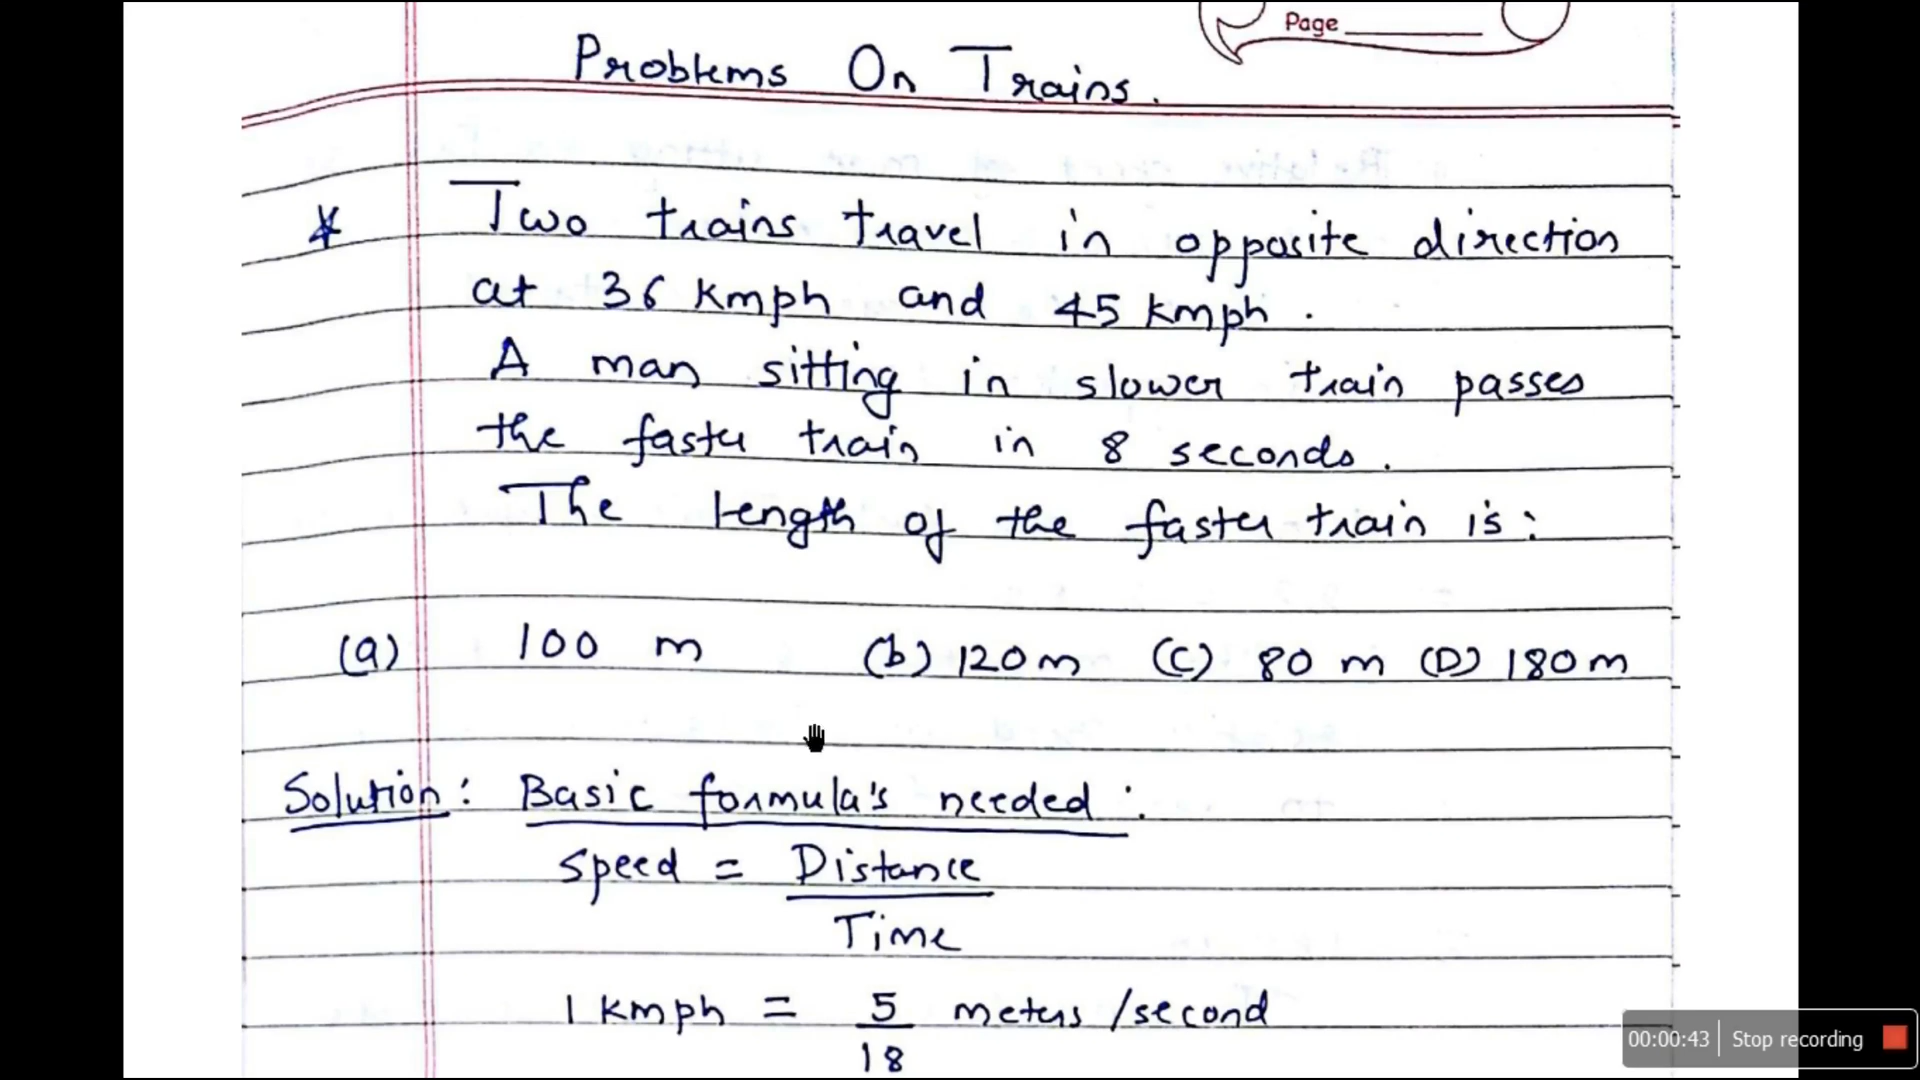 Page
Problems On Trains.
* Two trains travel in opposite direction
at 36 kmph and 45 kmph.
A man sitting in slower train passes
the faster train in 8 seconds.
The length of the faster train is:
(a) 100 m (b) 120 m (C) 80 m (D) 180 m
Solution: Basic formula's needed:
speed = Distance
Time
1 kmph = 5 meters /second
18
00:00:43 Stop recording